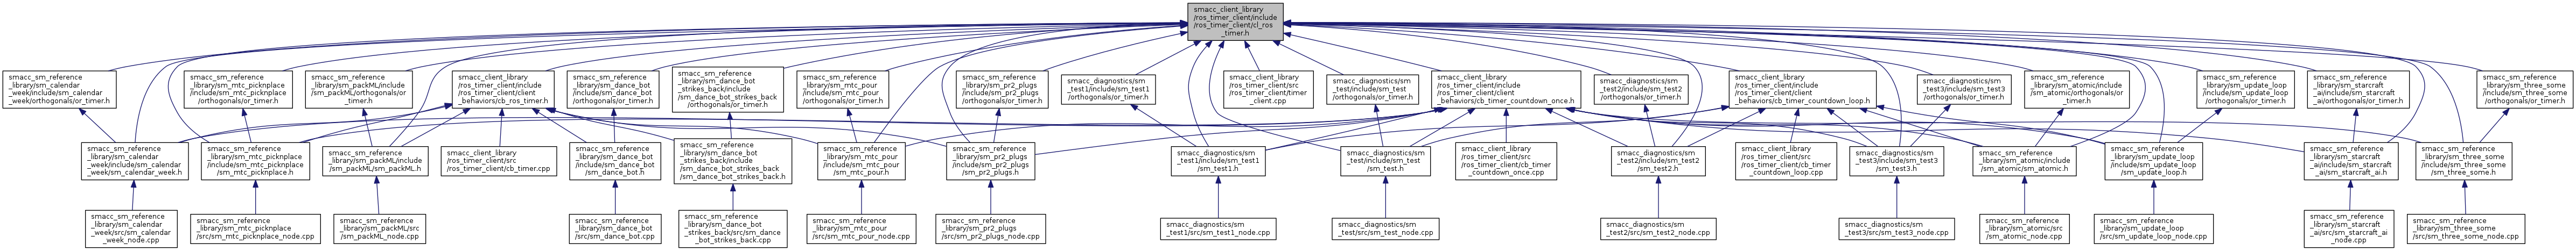 smacc_client_library
/ros_timer_client/include
/ros_timer_client/cl_ros
_timer.h
smacc_sm_reference
_library/sm_calendar
_week/include/sm_calendar
_week/orthogonals/or_timer.h
smacc_sm_reference
_library/sm_mtc_picknplace
/include/sm_mtc_picknplace
/orthogonals/or_timer.h
smacc_sm_reference
_library/sm_packML/include
/sm_packML/orthogonals/or
_timer.h
smacc_client_library
/ros_timer_client/include
/ros_timer_client/client
_behaviors/cb_ros_timer.h
smacc_sm_reference
_library/sm_dance_bot
/include/sm_dance_bot
/orthogonals/or_timer.h
smacc_sm_reference
_library/sm_dance_bot
_strikes_back/include
/sm_dance_bot_strikes_back
/orthogonals/or_timer.h
smacc_sm_reference
_library/sm_mtc_pour
/include/sm_mtc_pour
/orthogonals/or_timer.h
smacc_sm_reference
_library/sm_pr2_plugs
/include/sm_pr2_plugs
/orthogonals/or_timer.h
smacc_diagnostics/sm
_test1/include/sm_test1
/orthogonals/or_timer.h
smacc_client_library
/ros_timer_client/src
/ros_timer_client/timer
_client.cpp
smacc_diagnostics/sm
_test/include/sm_test
/orthogonals/or_timer.h
smacc_client_library
/ros_timer_client/include
/ros_timer_client/client
_behaviors/cb_timer_countdown_once.h
smacc_diagnostics/sm
_test2/include/sm_test2
/orthogonals/or_timer.h
smacc_client_library
/ros_timer_client/include
/ros_timer_client/client
_behaviors/cb_timer_countdown_loop.h
smacc_diagnostics/sm
_test3/include/sm_test3
/orthogonals/or_timer.h
smacc_sm_reference
_library/sm_atomic/include
/sm_atomic/orthogonals/or
_timer.h
smacc_sm_reference
_library/sm_update_loop
/include/sm_update_loop
/orthogonals/or_timer.h
smacc_sm_reference
_library/sm_starcraft
_ai/include/sm_starcraft
_ai/orthogonals/or_timer.h
smacc_sm_reference
_library/sm_three_some
/include/sm_three_some
/orthogonals/or_timer.h
smacc_sm_reference
_library/sm_calendar
_week/include/sm_calendar
_week/sm_calendar_week.h
smacc_sm_reference
_library/sm_mtc_picknplace
/include/sm_mtc_picknplace
/sm_mtc_picknplace.h
smacc_sm_reference
_library/sm_packML/include
/sm_packML/sm_packML.h
smacc_client_library
/ros_timer_client/src
/ros_timer_client/cb_timer.cpp
smacc_sm_reference
_library/sm_dance_bot
/include/sm_dance_bot
/sm_dance_bot.h
smacc_sm_reference
_library/sm_dance_bot
_strikes_back/include
/sm_dance_bot_strikes_back
/sm_dance_bot_strikes_back.h
smacc_sm_reference
_library/sm_mtc_pour
/include/sm_mtc_pour
/sm_mtc_pour.h
smacc_sm_reference
_library/sm_pr2_plugs
/include/sm_pr2_plugs
/sm_pr2_plugs.h
smacc_diagnostics/sm
_test1/include/sm_test1
/sm_test1.h
smacc_diagnostics/sm
_test/include/sm_test
/sm_test.h
smacc_client_library
/ros_timer_client/src
/ros_timer_client/cb_timer
_countdown_once.cpp
smacc_diagnostics/sm
_test2/include/sm_test2
/sm_test2.h
smacc_client_library
/ros_timer_client/src
/ros_timer_client/cb_timer
_countdown_loop.cpp
smacc_diagnostics/sm
_test3/include/sm_test3
/sm_test3.h
smacc_sm_reference
_library/sm_atomic/include
/sm_atomic/sm_atomic.h
smacc_sm_reference
_library/sm_update_loop
/include/sm_update_loop
/sm_update_loop.h
smacc_sm_reference
_library/sm_starcraft
_ai/include/sm_starcraft
_ai/sm_starcraft_ai.h
smacc_sm_reference
_library/sm_three_some
/include/sm_three_some
/sm_three_some.h
smacc_sm_reference
_library/sm_calendar
_week/src/sm_calendar
_week_node.cpp
smacc_sm_reference
_library/sm_mtc_picknplace
/src/sm_mtc_picknplace_node.cpp
smacc_sm_reference
_library/sm_packML/src
/sm_packML_node.cpp
smacc_sm_reference
_library/sm_dance_bot
/src/sm_dance_bot.cpp
smacc_sm_reference
_library/sm_dance_bot
_strikes_back/src/sm_dance
_bot_strikes_back.cpp
smacc_sm_reference
_library/sm_mtc_pour
/src/sm_mtc_pour_node.cpp
smacc_sm_reference
_library/sm_pr2_plugs
/src/sm_pr2_plugs_node.cpp
smacc_diagnostics/sm
_test1/src/sm_test1_node.cpp
smacc_diagnostics/sm
_test/src/sm_test_node.cpp
smacc_diagnostics/sm
_test2/src/sm_test2_node.cpp
smacc_diagnostics/sm
_test3/src/sm_test3_node.cpp
smacc_sm_reference
_library/sm_atomic/src
/sm_atomic_node.cpp
smacc_sm_reference
_library/sm_update_loop
/src/sm_update_loop_node.cpp
smacc_sm_reference
_library/sm_starcraft
_ai/src/sm_starcraft_ai
_node.cpp
smacc_sm_reference
_library/sm_three_some
/src/sm_three_some_node.cpp